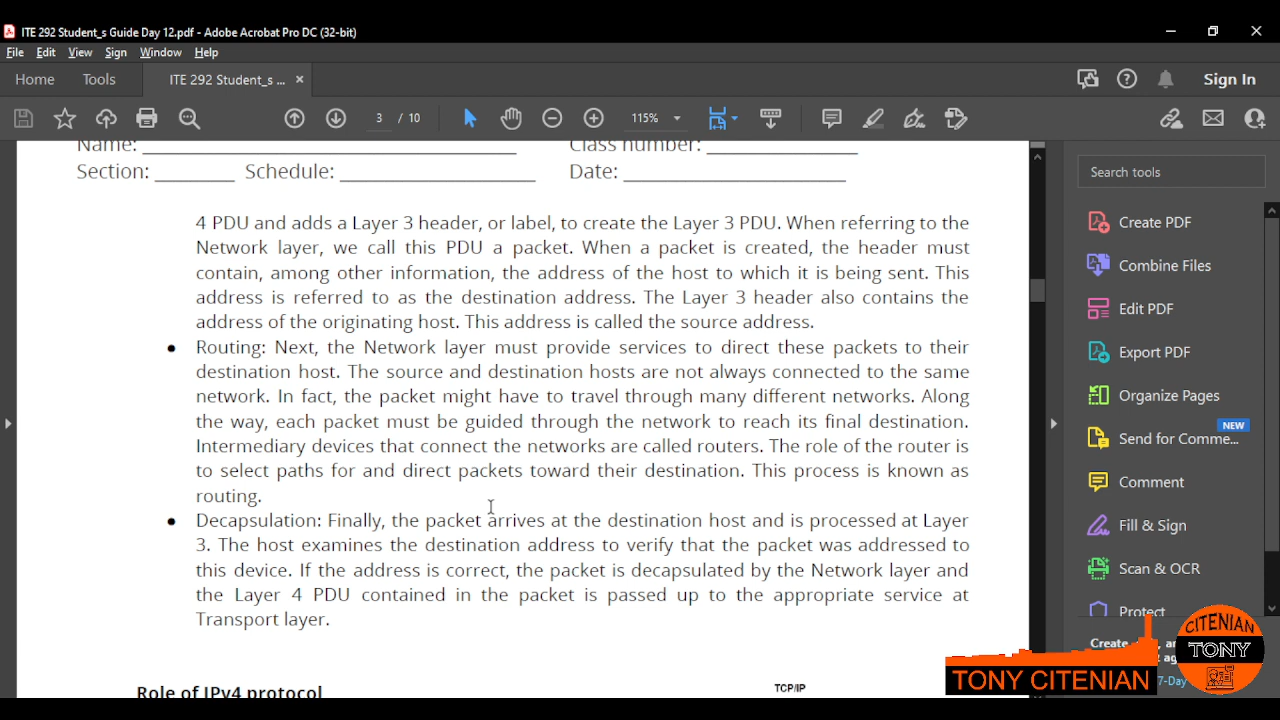 ITE 292 Student_s Guide Day 12.pdf - Adobe Acrobat Pro DC (32-bit)
File Edit View Sign Window Help
Home Tools ITE 292 Student_s ... × Sign In
3 / 10 115%
Name: ______ Class number: ______
Section: ______ Schedule: ______ Date: ______
4 PDU and adds a Layer 3 header, or label, to create the Layer 3 PDU. When referring to the
Network layer, we call this PDU a packet. When a packet is created, the header must
contain, among other information, the address of the host to which it is being sent. This
address is referred to as the destination address. The Layer 3 header also contains the
address of the originating host. This address is called the source address.
● Routing: Next, the Network layer must provide services to direct these packets to their
destination host. The source and destination hosts are not always connected to the same
network. In fact, the packet might have to travel through many different networks. Along
the way, each packet must be guided through the network to reach its final destination.
Intermediary devices that connect the networks are called routers. The role of the router is
to select paths for and direct packets toward their destination. This process is known as
routing.
● Decapsulation: Finally, the packet arrives at the destination host and is processed at Layer
3. The host examines the destination address to verify that the packet was addressed to
this device. If the address is correct, the packet is decapsulated by the Network layer and
the Layer 4 PDU contained in the packet is passed up to the appropriate service at
Transport layer.
Role of IPv4 protocol
TCP/IP
Search tools
Create PDF
Combine Files
Edit PDF
Export PDF
Organize Pages
NEW
Send for Comme...
Comment
Fill & Sign
Scan & OCR
Protect
Create
7-Day
TONY CITENIAN
CITENIAN
TONY